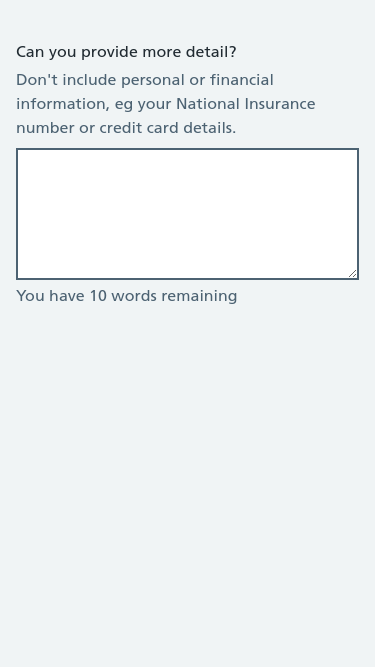 Can you provide more detail?
Don't include personal or financial
information, eg your National Insurance
number or credit card details.
You have 10 words remaining